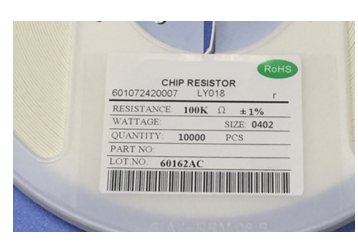 RoHS
CHIP RESISTOR
601072420007 LY018 r
RESISTANCE: 100K Ω ±1%
WATTAGE: SIZE: 0402
QUANTITY: 10000 PCS
PART NO:
LOT NO.: 60162AC